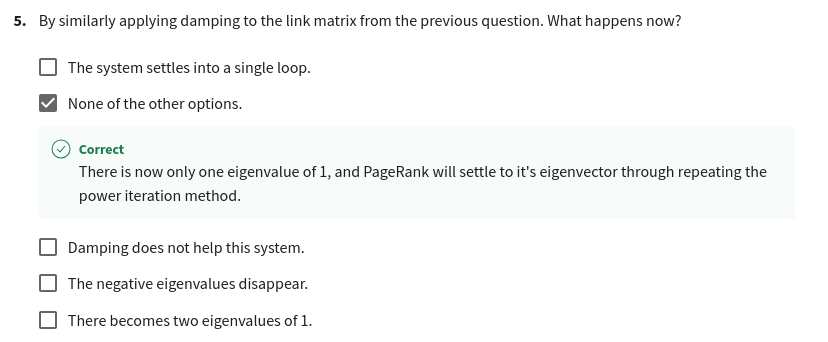 5. By similarly applying damping to the link matrix from the previous question. What happens now?
The system settles into a single loop.
None of the other options.
Correct
There is now only one eigenvalue of 1, and PageRank will settle to it's eigenvector through repeating the
power iteration method.
Damping does not help this system.
The negative eigenvalues disappear.
There becomes two eigenvalues of 1.